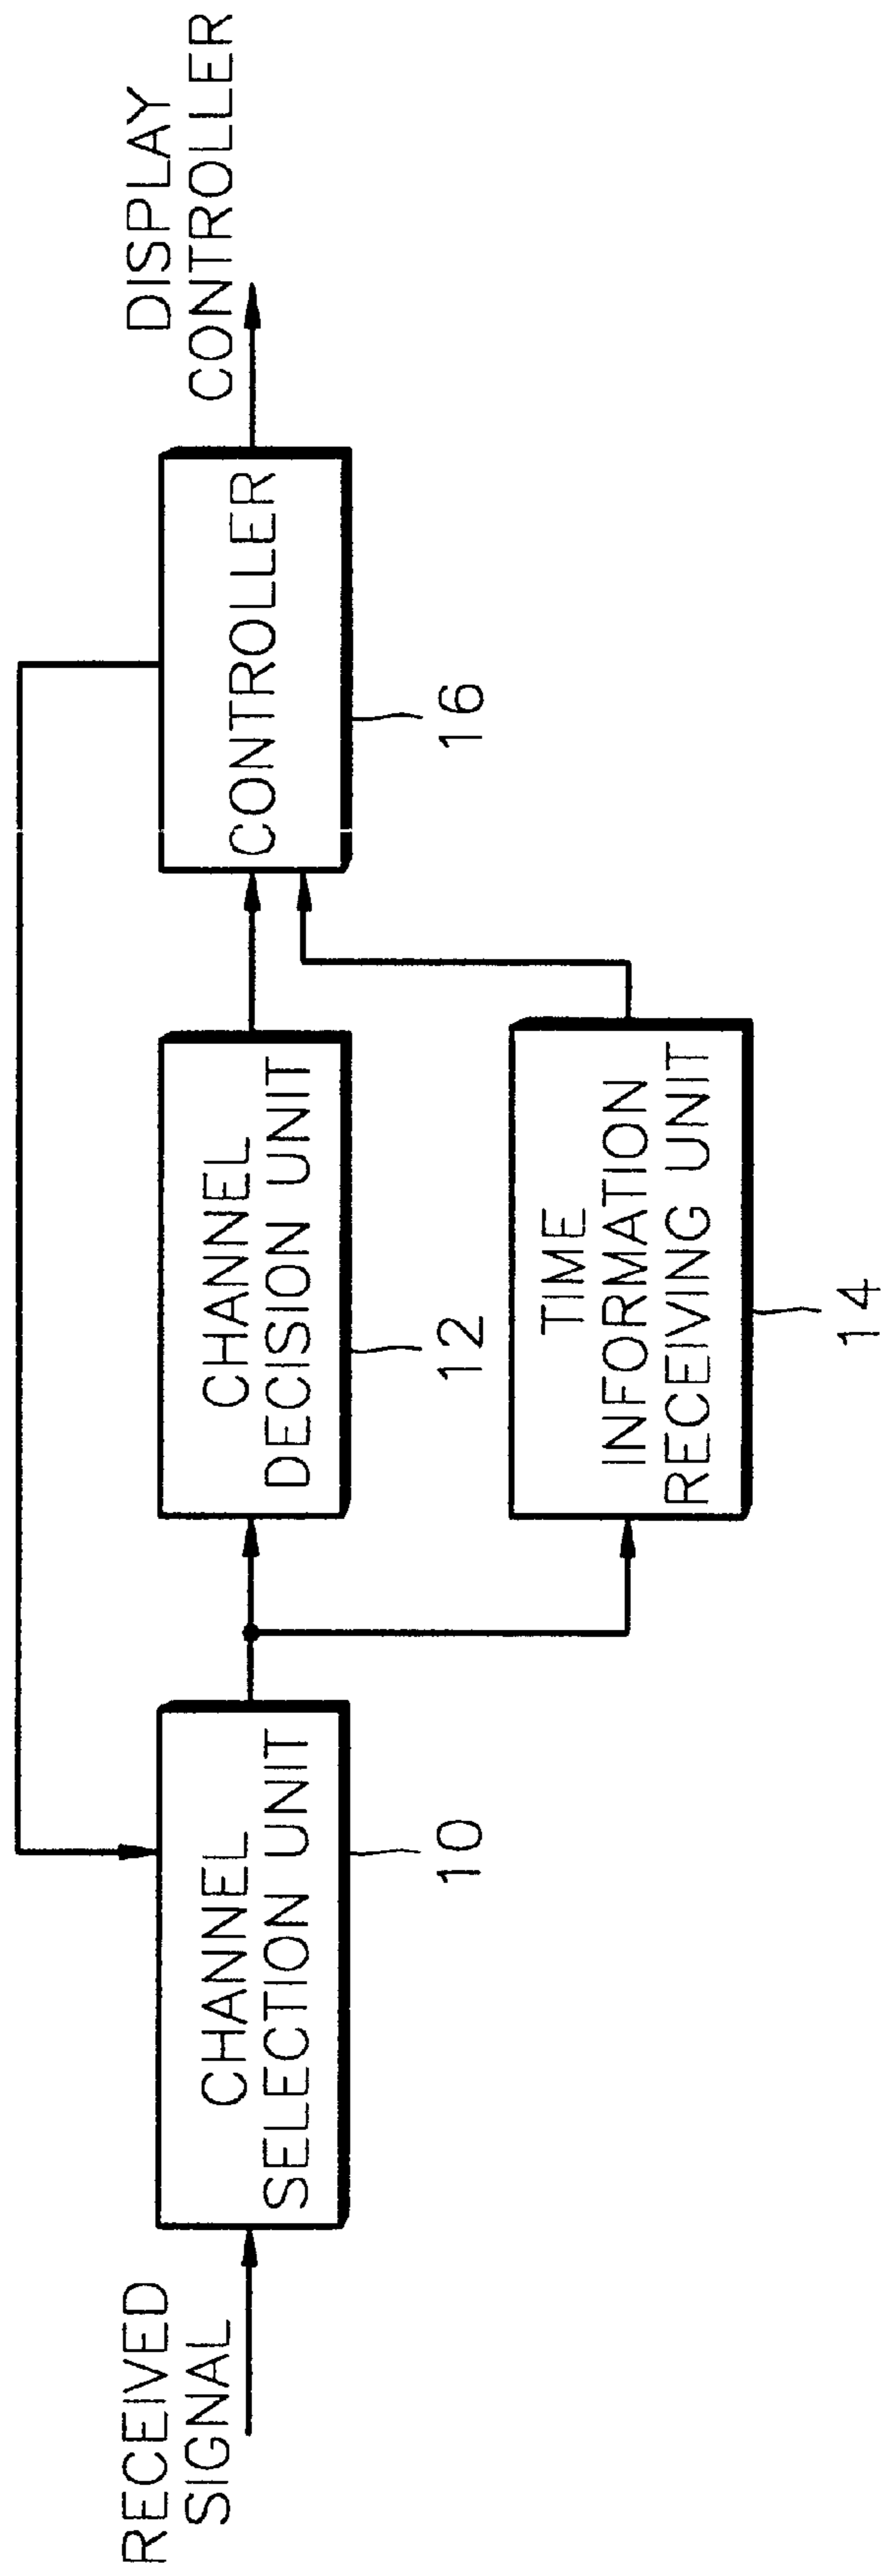 RECEIVED
SIGNAL
CHANNEL
SELECTION UNIT
10
CHANNEL
DECISION UNIT
12
TIME
INFORMATION
RECEIVING UNIT
14
CONTROLLER
16
DISPLAY
CONTROLLER